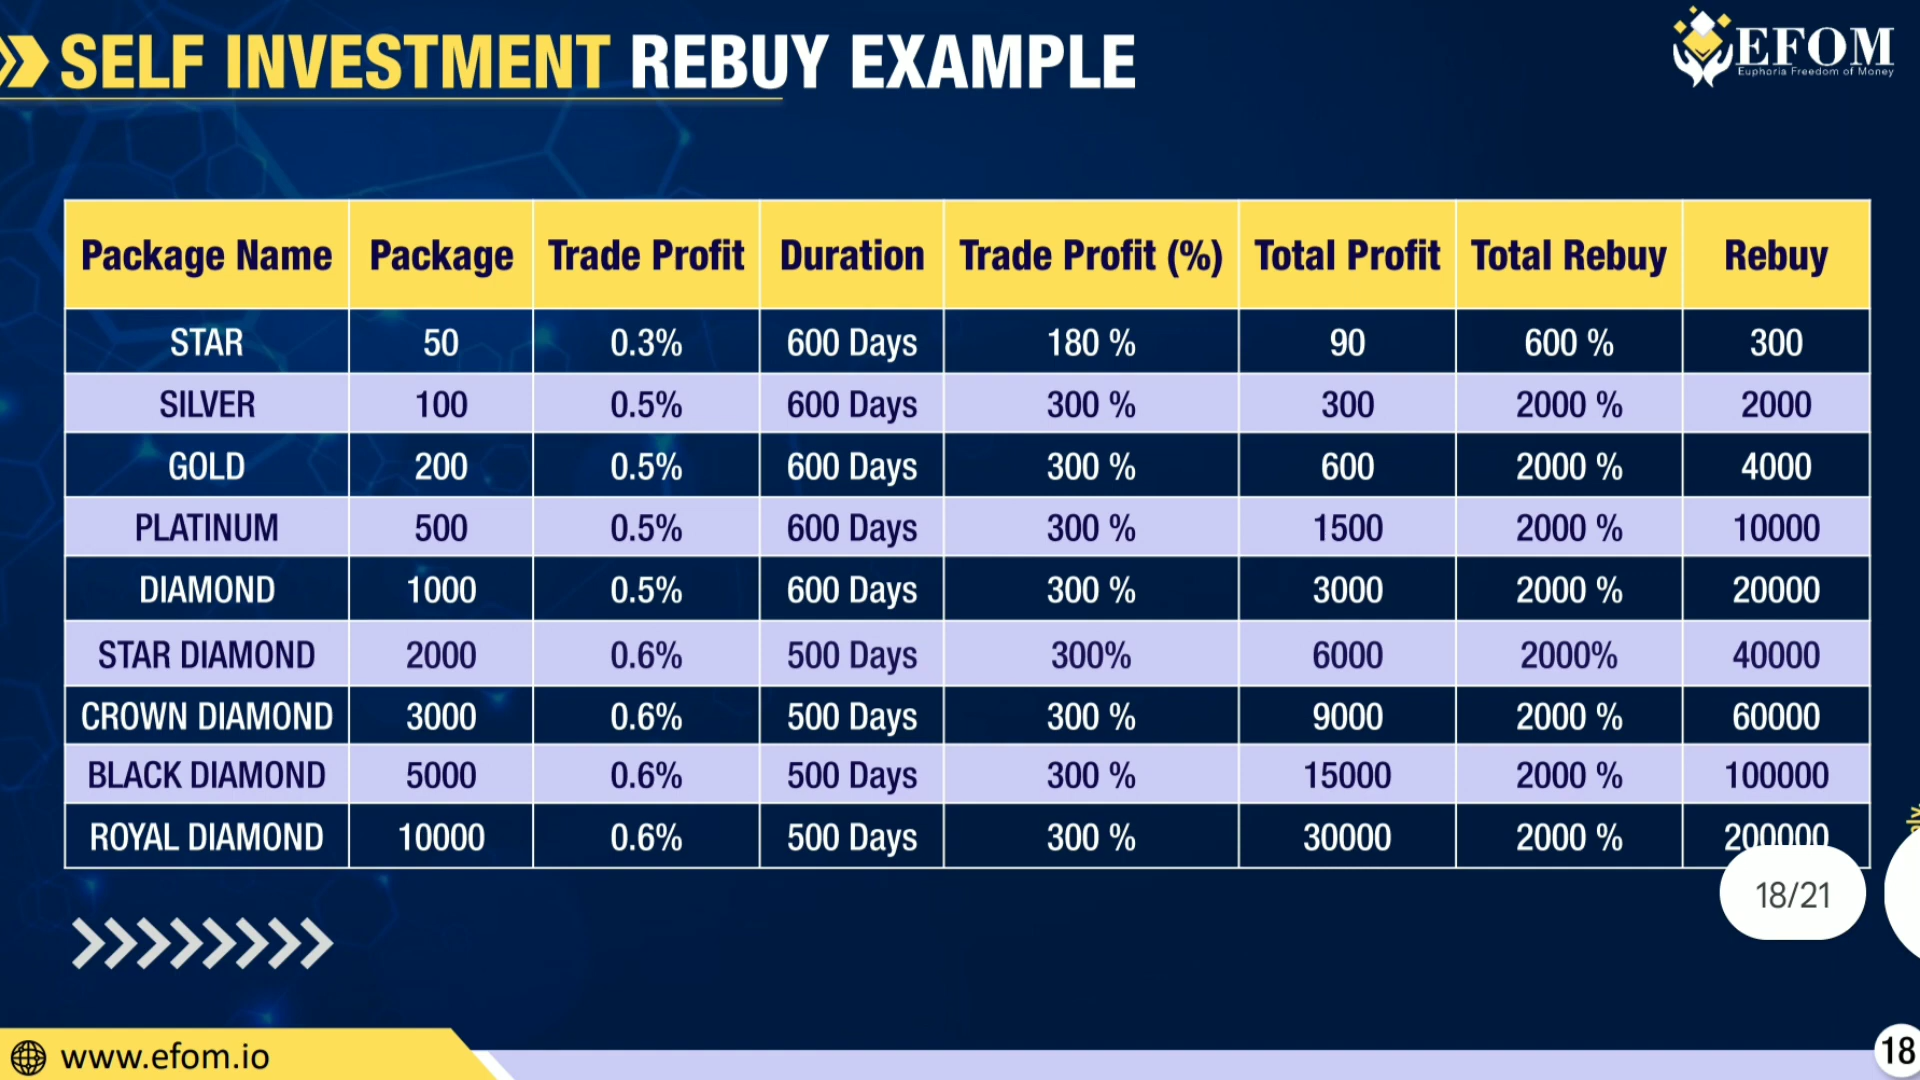 SELF INVESTMENT REBUY EXAMPLE
EFOM
Euphoria Freedom of Money
Package Name Package Trade Profit Duration Trade Profit (%) Total Profit Total Rebuy Rebuy
STAR 50 0.3% 600 Days 180 % 90 600 % 300
SILVER 100 0.5% 600 Days 300 % 300 2000 % 2000
GOLD 200 0.5% 600 Days 300 % 600 2000 % 4000
PLATINUM 500 0.5% 600 Days 300 % 1500 2000 % 10000
DIAMOND 1000 0.5% 600 Days 300 % 3000 2000 % 20000
STAR DIAMOND 2000 0.6% 500 Days 300% 6000 2000% 40000
CROWN DIAMOND 3000 0.6% 500 Days 300 % 9000 2000 % 60000
BLACK DIAMOND 5000 0.6% 500 Days 300 % 15000 2000 % 100000
ROYAL DIAMOND 10000 0.6% 500 Days 300 % 30000 2000 % 200000
18/21
www.efom.io
18